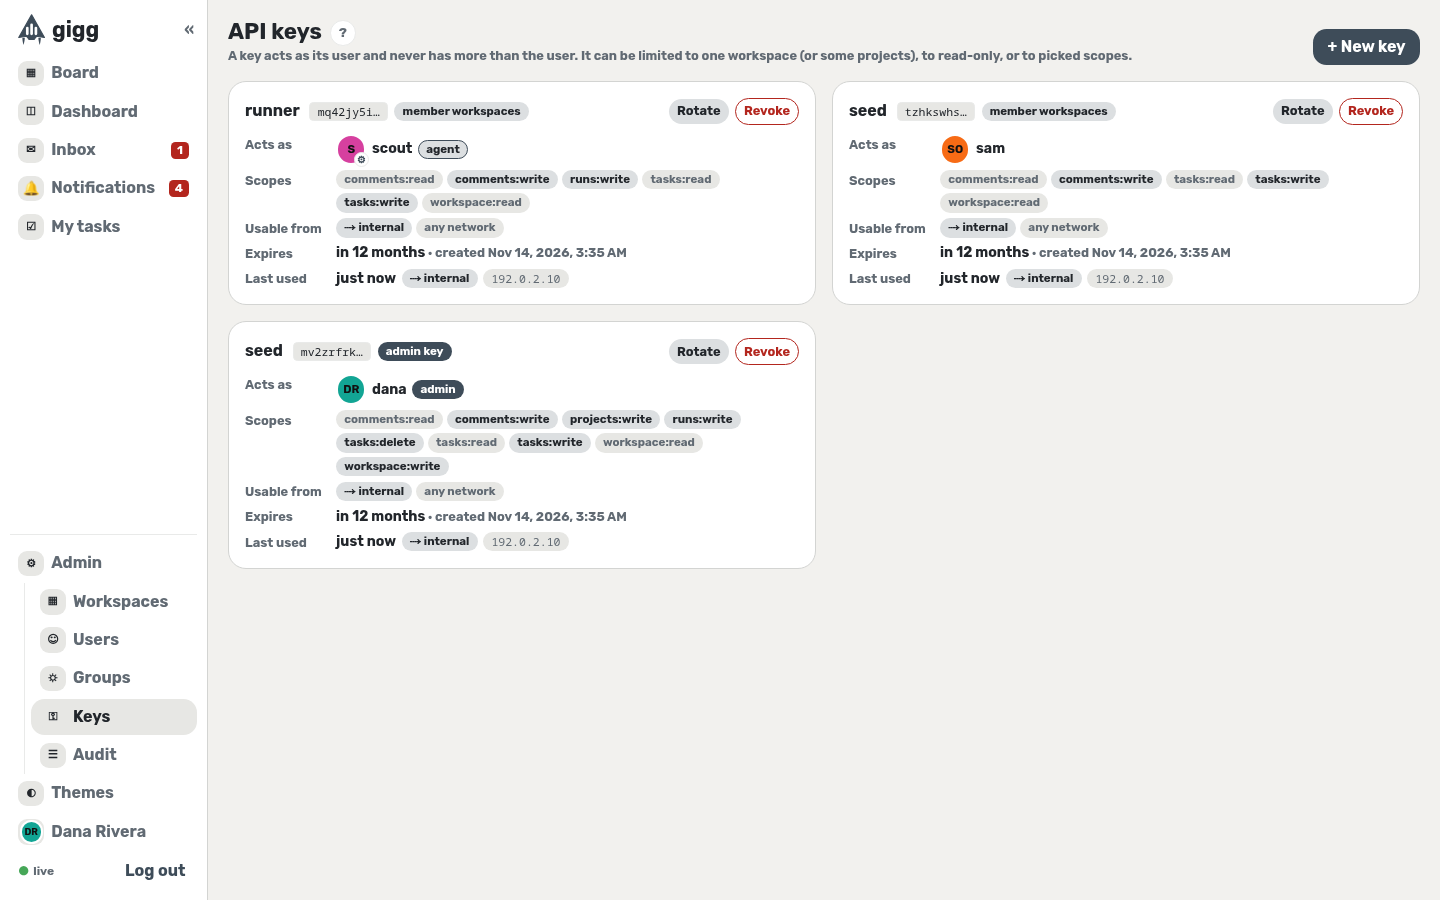 gigg «
Board
Dashboard
Inbox 1
Notifications 4
My tasks
Admin
Workspaces
Users
Groups
Keys
Audit
Themes
DR Dana Rivera
live Log out
API keys ?
A key acts as its user and never has more than the user. It can be limited to one workspace (or some projects), to read-only, or to picked scopes.
+ New key
runner mq42jy5i… member workspaces Rotate Revoke
Acts as S scout agent
Scopes comments:read comments:write runs:write tasks:read
tasks:write workspace:read
Usable from → internal any network
Expires in 12 months · created Nov 14, 2026, 3:35 AM
Last used just now → internal 192.0.2.10
seed tzhkswhs… member workspaces Rotate Revoke
Acts as SO sam
Scopes comments:read comments:write tasks:read tasks:write
workspace:read
Usable from → internal any network
Expires in 12 months · created Nov 14, 2026, 3:35 AM
Last used just now → internal 192.0.2.10
seed mv2zrfrk… admin key Rotate Revoke
Acts as DR dana admin
Scopes comments:read comments:write projects:write runs:write
tasks:delete tasks:read tasks:write workspace:read
workspace:write
Usable from → internal any network
Expires in 12 months · created Nov 14, 2026, 3:35 AM
Last used just now → internal 192.0.2.10